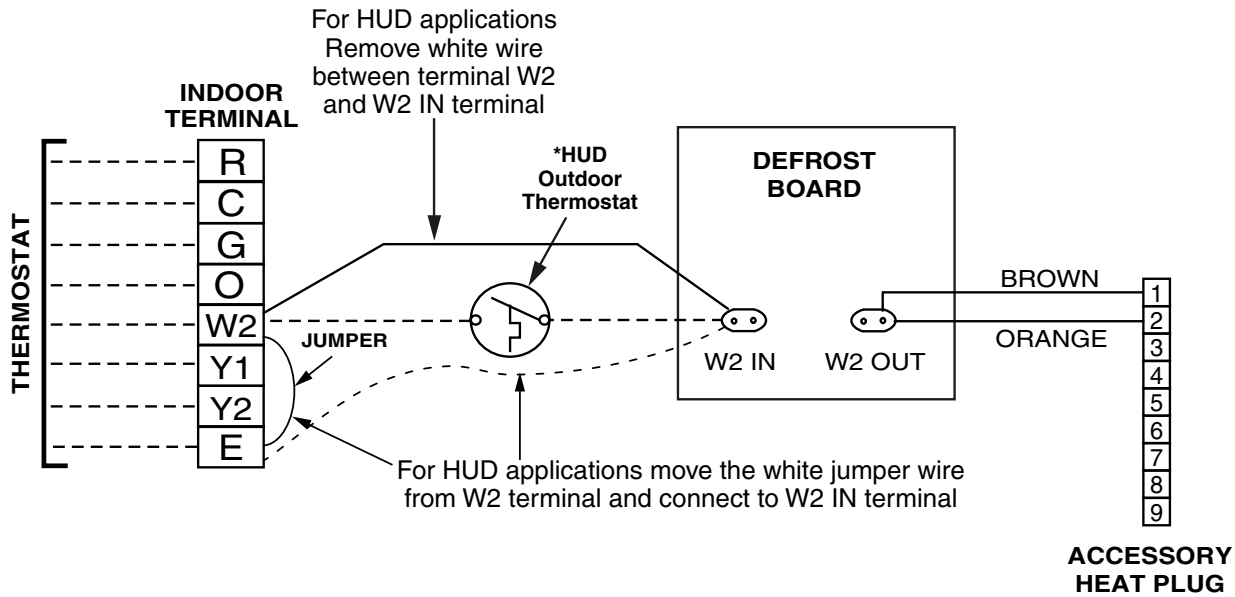 For HUD applications
Remove white wire
between terminal W2
and W2 IN terminal
INDOOR
TERMINAL
THERMOSTAT
R
C
G
O
W2
Y1
Y2
E
JUMPER
*HUD
Outdoor
Thermostat
DEFROST
BOARD
W2 IN
W2 OUT
BROWN
ORANGE
1
2
3
4
5
6
7
8
9
For HUD applications move the white jumper wire
from W2 terminal and connect to W2 IN terminal
ACCESSORY
HEAT PLUG